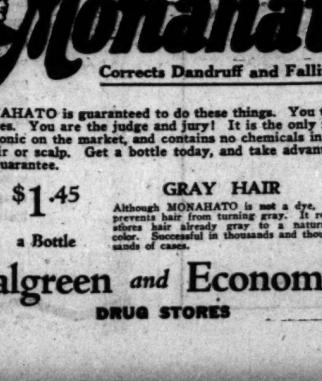 Monahat
Corrects Dandruff and Falli
AHATO is guaranteed to do these things. You
es. You are the judge and jury! It is the only
onic on the market, and contains no chemicals in
ir or scalp. Get a bottle today, and take advan
uarantee.
$1.45
a Bottle
GRAY HAIR
Although MONAHATO is not a dye,
prevents hair from turning gray. It r
stores hair already gray to a natur
color. Successful in thousands and thou
sands of cases.
algreen and Econom
DRUG STORES